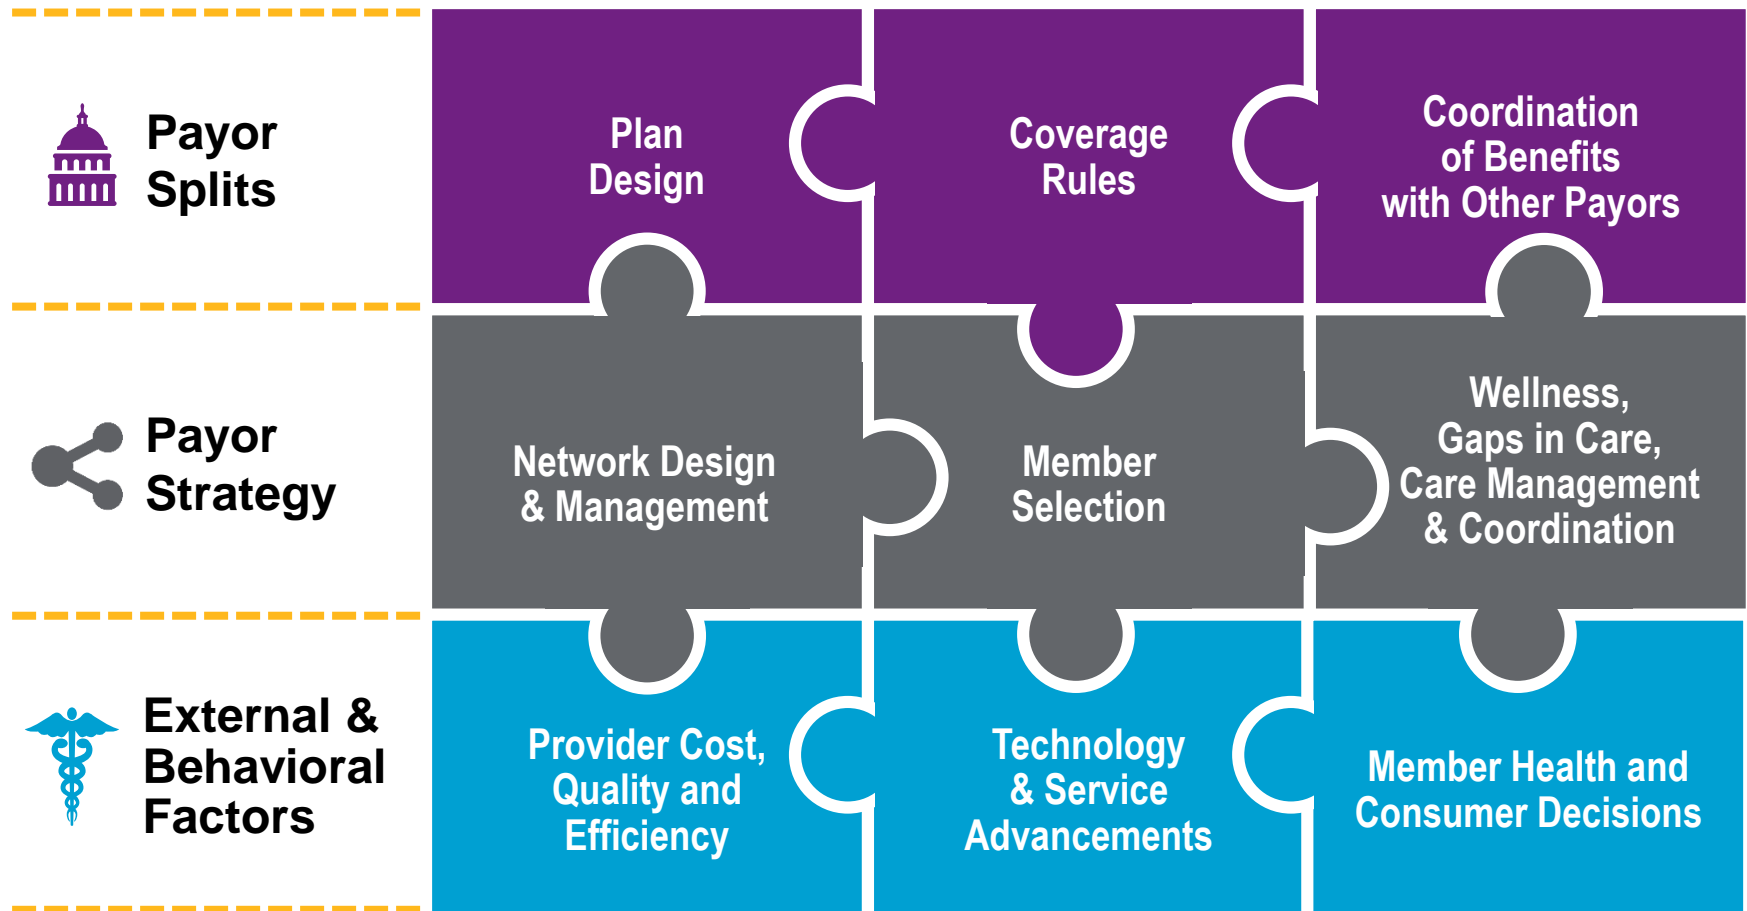 Payor
Splits
Plan
Design
Coverage
Rules
Coordination
of Benefits
with Other Payors
Payor
Strategy
Network Design
& Management
Member
Selection
Wellness,
Gaps in Care,
Care Management
& Coordination
External &
Behavioral
Factors
Provider Cost,
Quality and
Efficiency
Technology
& Service
Advancements
Member Health and
Consumer Decisions